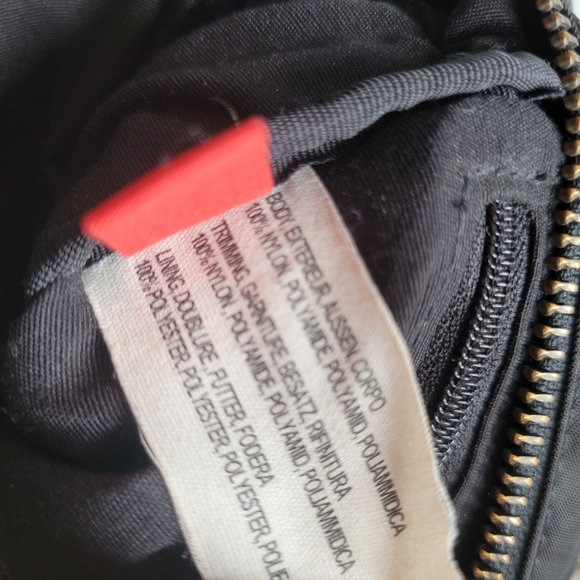 BODY, EXTERIEUR, AUSSEN, CORPO
100% NYLON, POLYAMIDE, POLYAMID, POLIAMMIDICA
TRIMMING, GARNITURE, BESATZ, RIFINITURA
100% NYLON, POLYAMIDE, POLYAMID, POLIAMMIDICA
LINING, DOUBLURE, FUTTER, FODERA
100% POLYESTER, POLYESTER, POLYESTER, POLIE